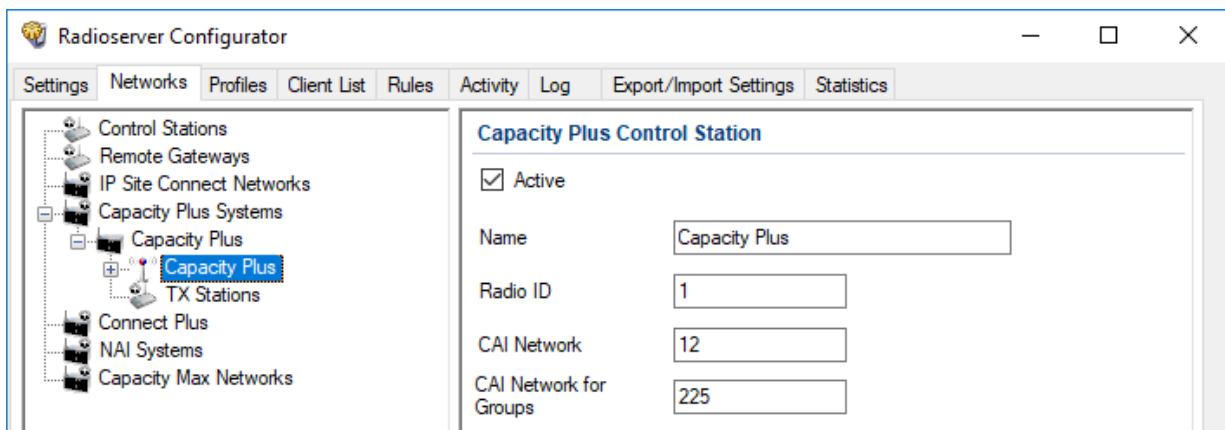 Radioserver Configurator
Settings Networks Profiles Client List Rules Activity Log Export/Import Settings Statistics
Control Stations
Remote Gateways
IP Site Connect Networks
Capacity Plus Systems
Capacity Plus
Capacity Plus
TX Stations
Connect Plus
NAI Systems
Capacity Max Networks
Capacity Plus Control Station
Active
Name Capacity Plus
Radio ID 1
CAI Network 12
CAI Network for
Groups 225